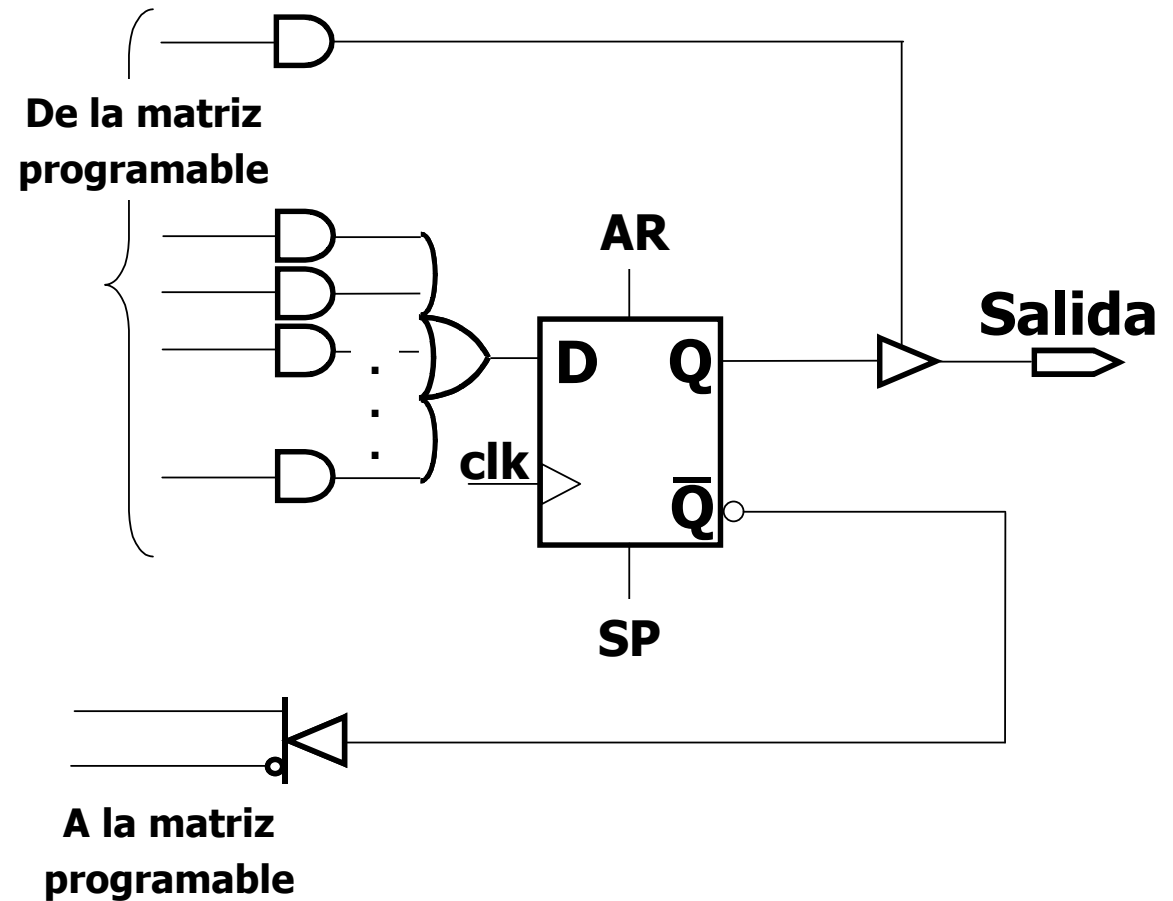 De la matriz
programable
AR
Salida
D
Q
.
.
.
clk
Q̅
SP
A la matriz
programable